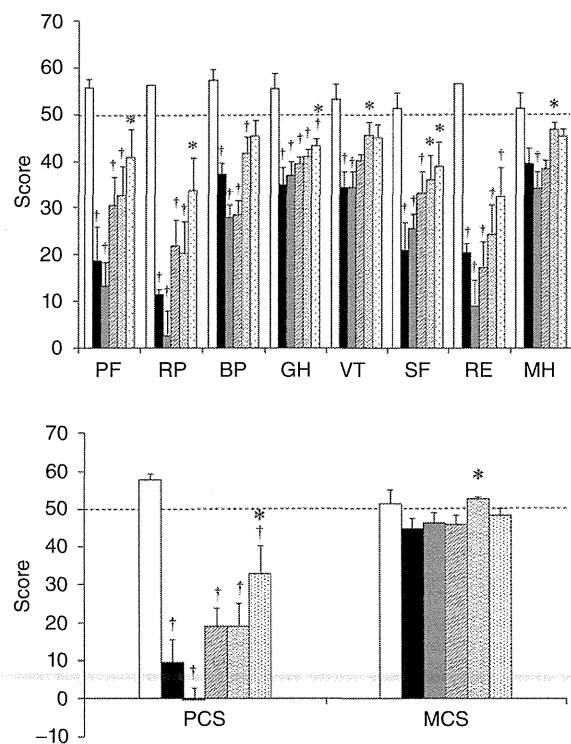 70
60
50
40
30
20
10
0
Score
* * * * * * *
† † † † † † † † † † † † † † † † † † † † † † † †
PF RP BP GH VT SF RE MH
70
60
50
40
30
20
10
0
−10
Score
* *
† † † † †
PCS MCS